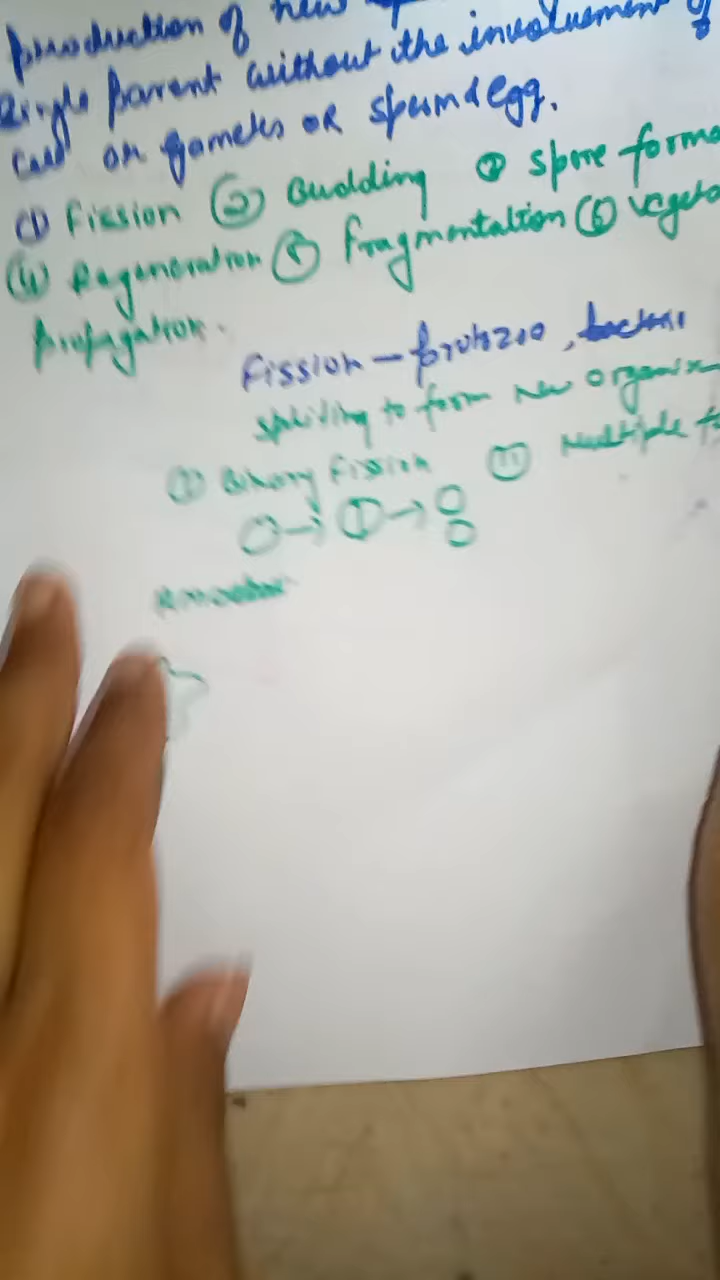 production of new
single parent without the involvement of
cell or gametes or sperm & egg.
(1) Fission (2) Budding (3) spore forma
(4) Regeneration (5) fragmentation (6) vegeta
propagation.
Fission - protozoa, bacteri
splitting to form new organis
(i) Binary fission (ii) Multiple f
Amoeba